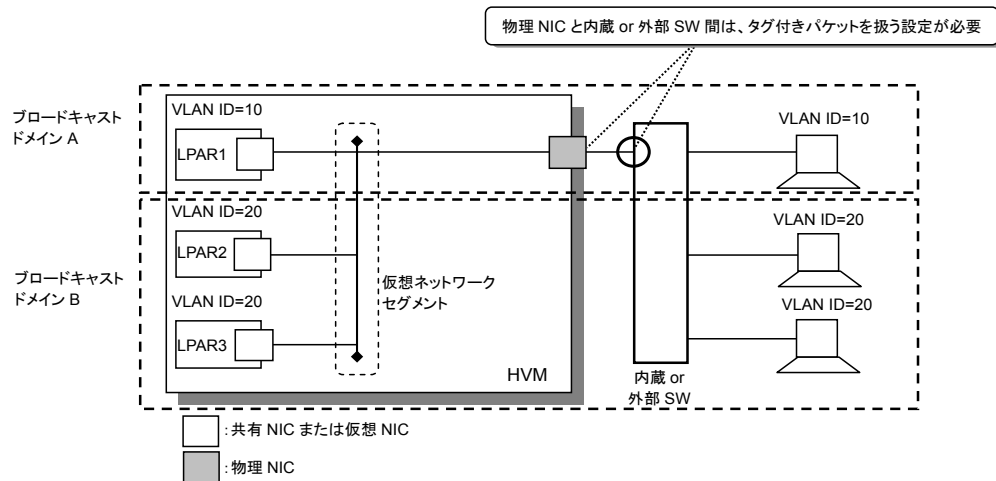 物理 NIC と内蔵 or 外部 SW 間は、タグ付きパケットを扱う設定が必要
ブロードキャスト
ドメイン A
VLAN ID=10
LPAR1
VLAN ID=10
VLAN ID=20
LPAR2
VLAN ID=20
ブロードキャスト
ドメイン B
仮想ネットワーク
セグメント
VLAN ID=20
LPAR3
VLAN ID=20
HVM
内蔵 or
外部 SW
:共有 NIC または仮想 NIC
:物理 NIC